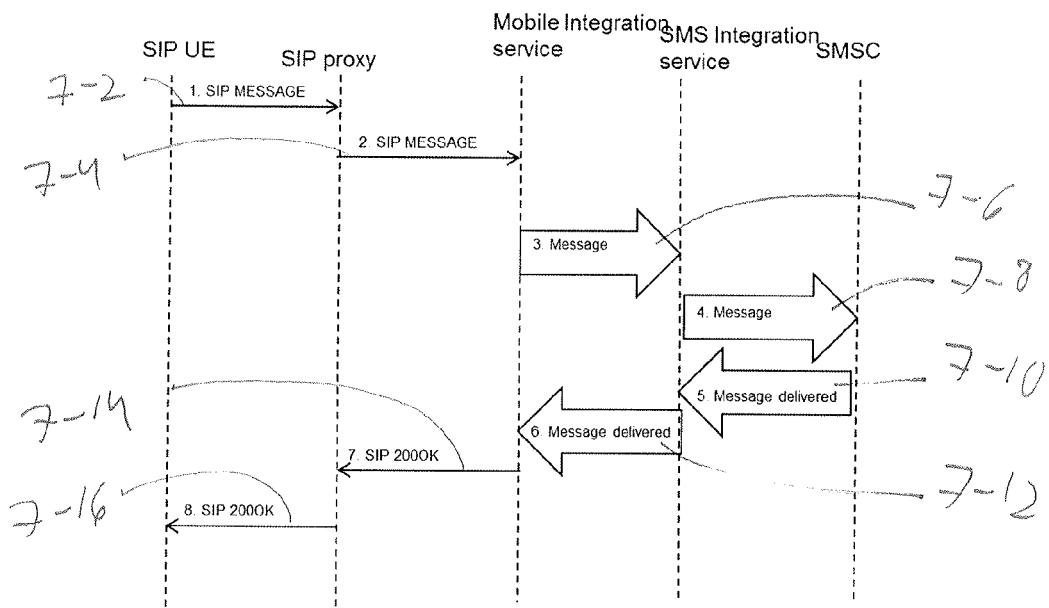 Mobile Integration
service
SMS Integration
service
SIP UE
SIP proxy
SMSC
7-2
1. SIP MESSAGE
2. SIP MESSAGE
7-4
7-6
3. Message
7-8
4. Message
7-10
5. Message delivered
7-14
6. Message delivered
7. SIP 200OK
7-12
7-16
8. SIP 200OK